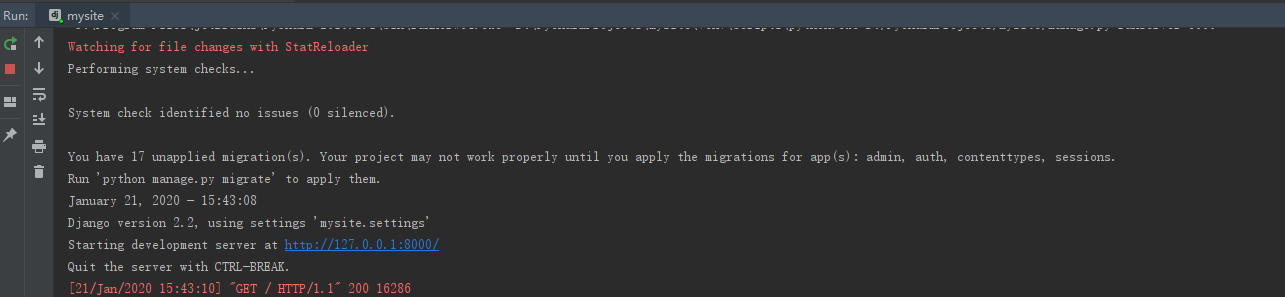 Run: mysite
Watching for file changes with StatReloader
Performing system checks...
System check identified no issues (0 silenced).
You have 17 unapplied migration(s). Your project may not work properly until you apply the migrations for app(s): admin, auth, contenttypes, sessions.
Run 'python manage.py migrate' to apply them.
January 21, 2020 - 15:43:08
Django version 2.2, using settings 'mysite.settings'
Starting development server at http://127.0.0.1:8000/
Quit the server with CTRL-BREAK.
[21/Jan/2020 15:43:10] "GET / HTTP/1.1" 200 16286